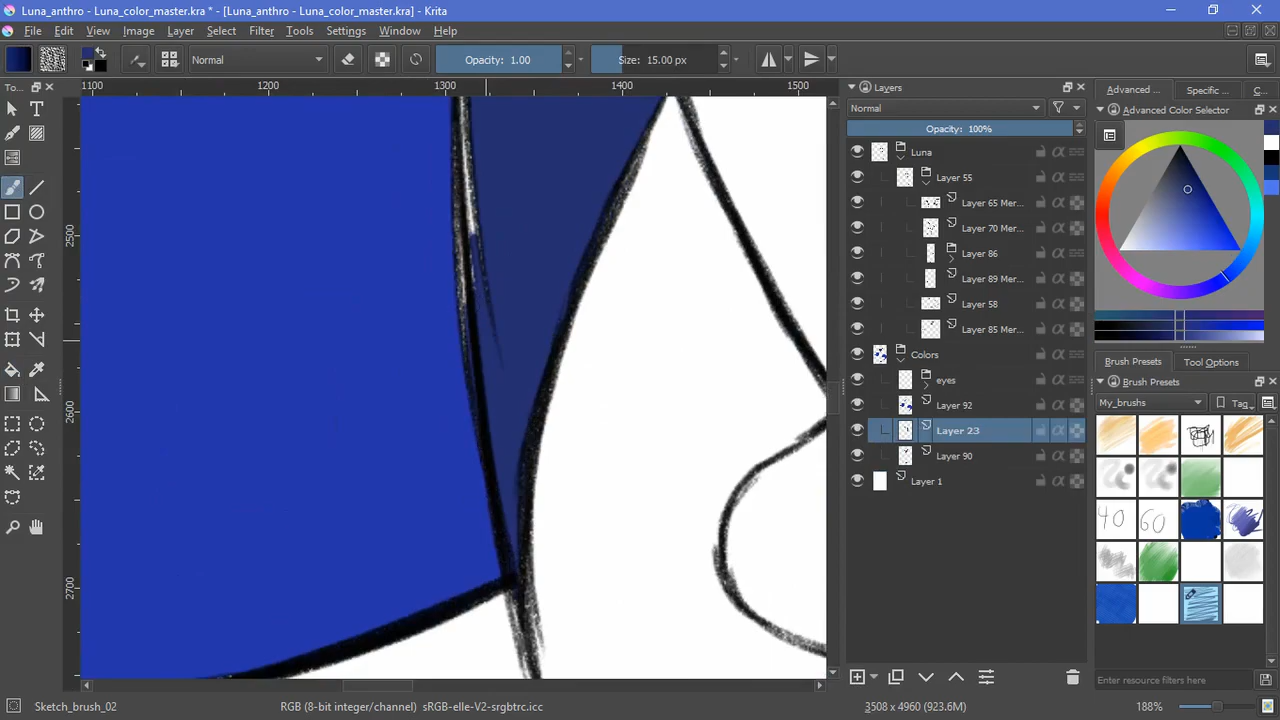 Luna_anthro - Luna_color_master.kra * - [Luna_anthro - Luna_color_master.kra] - Krita
File Edit View Image Layer Select Filter Tools Settings Window Help
Normal Opacity: 1.00 Size: 15.00 px
To... Layers Advanced ... Specific ... C...
1100 1200 1300 1400 1500
Normal Advanced Color Selector
Opacity: 100%
Luna
Layer 55
Layer 65 Mer...
Layer 70 Mer...
Layer 86
Layer 89 Mer...
Layer 58
Layer 85 Mer...
Colors
eyes
Layer 92
Layer 23
Layer 90
Layer 1
2500
2600
2700
Brush Presets Tool Options
Brush Presets
My_brushs Tag
40 60
Enter resource filters here
Sketch_brush_02 RGB (8-bit integer/channel) sRGB-elle-V2-srgbtrc.icc 3508 x 4960 (923.6M) 188%